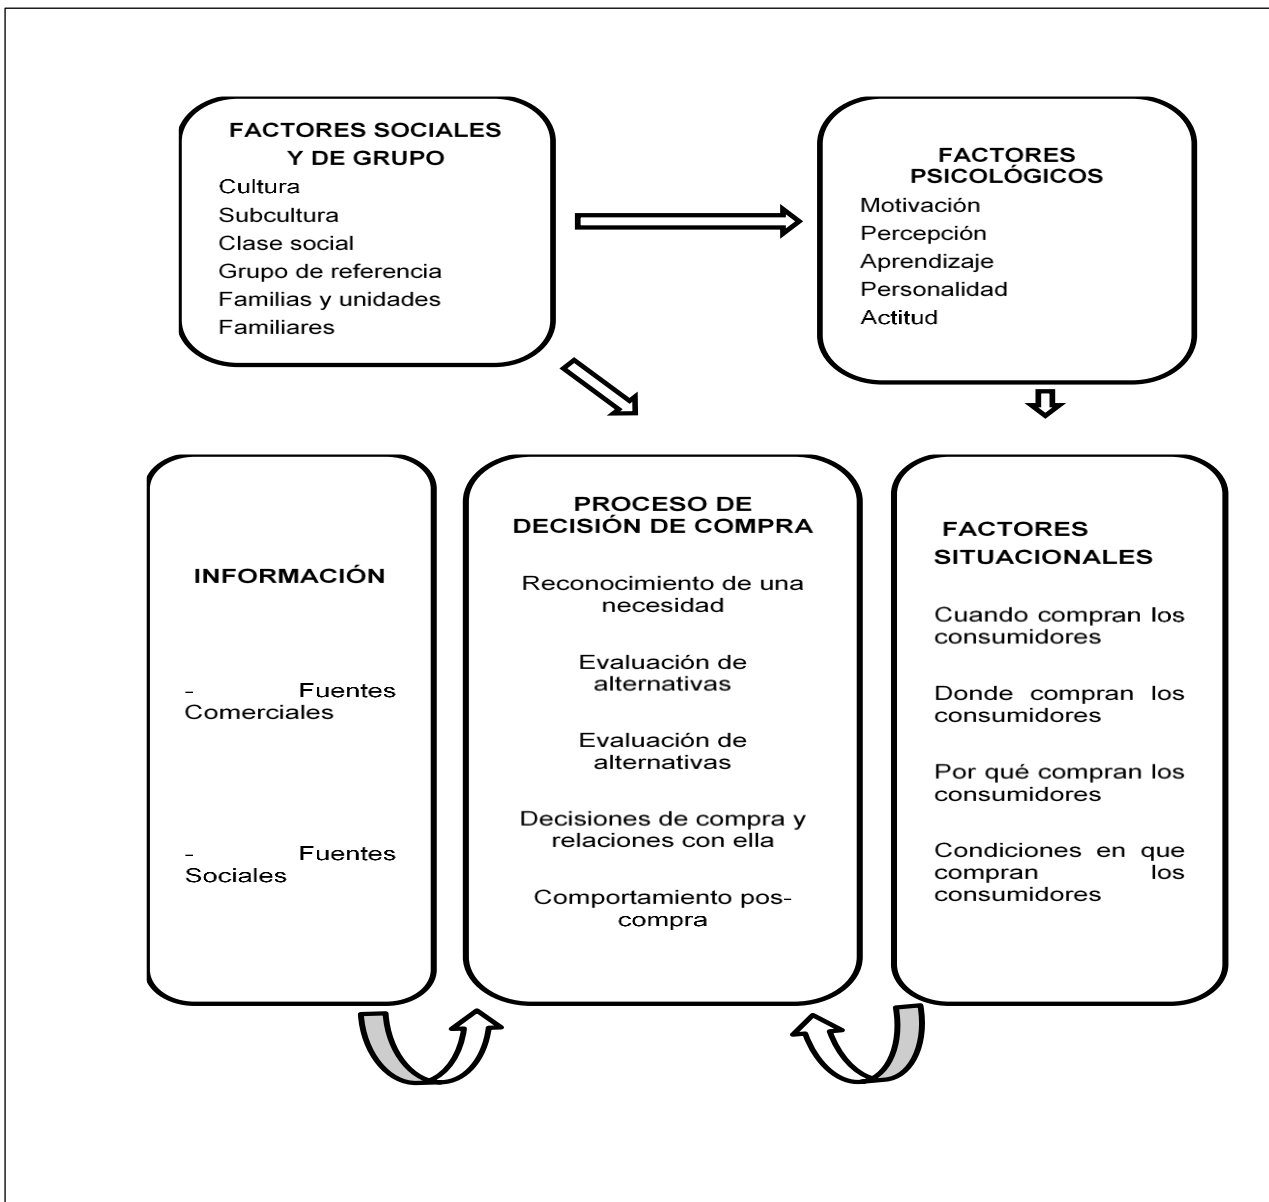 FACTORES SOCIALES
Y DE GRUPO
Cultura
Subcultura
Clase social
Grupo de referencia
Familias y unidades
Familiares
FACTORES
PSICOLÓGICOS
Motivación
Percepción
Aprendizaje
Personalidad
Actitud
INFORMACIÓN
- Fuentes
Comerciales
- Fuentes
Sociales
PROCESO DE
DECISIÓN DE COMPRA
Reconocimiento de una
necesidad
Evaluación de
alternativas
Evaluación de
alternativas
Decisiones de compra y
relaciones con ella
Comportamiento pos-
compra
FACTORES
SITUACIONALES
Cuando compran los
consumidores
Donde compran los
consumidores
Por qué compran los
consumidores
Condiciones en que
compran los
consumidores